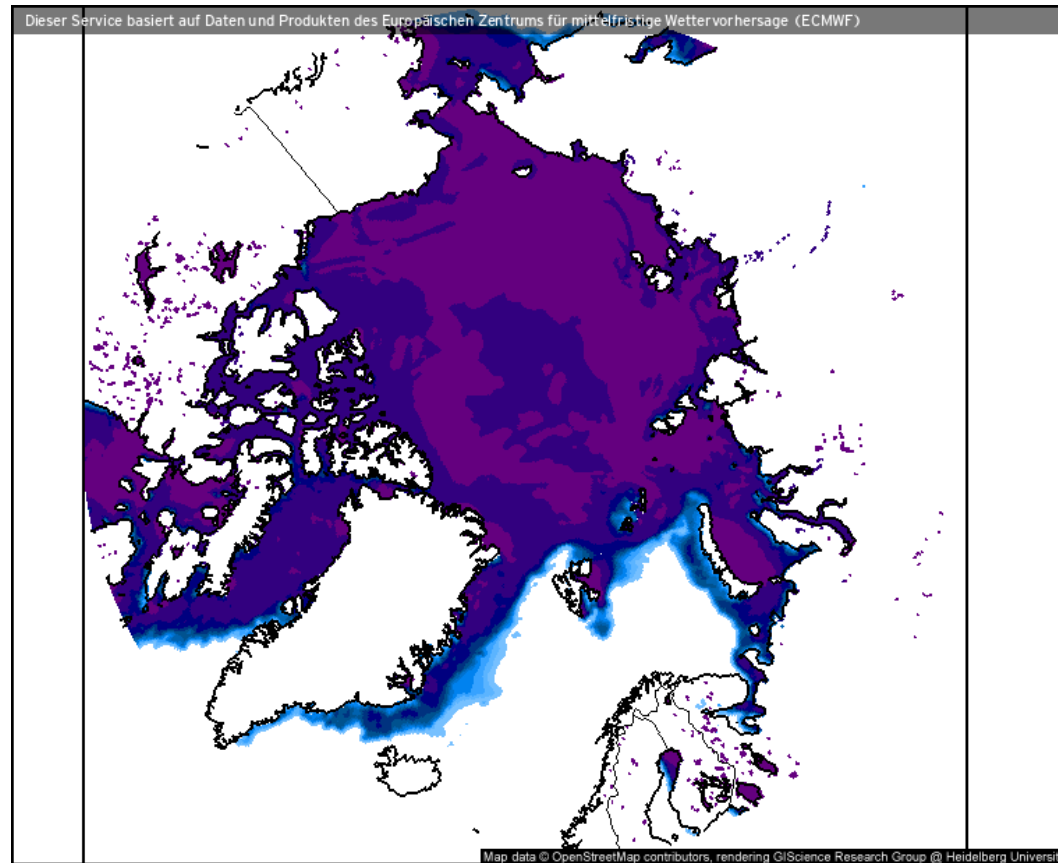 Dieser Service basiert auf Daten und Produkten des Europäischen Zentrums für mittelfristige Wettervorhersage (ECMWF)
Map data © OpenStreetMap contributors, rendering GIScience Research Group @ Heidelberg Universit